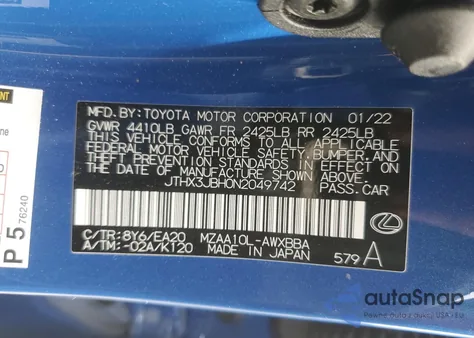 MFD. BY: TOYOTA MOTOR CORPORATION 01/22
GVWR 4410LB GAWR FR 2425LB RR 2425LB
THIS VEHICLE CONFORMS TO ALL APPLICABLE
FEDERAL MOTOR VEHICLE SAFETY, BUMPER, AND
THEFT PREVENTION STANDARDS IN EFFECT ON
THE DATE OF MANUFACTURE SHOWN ABOVE.
JTHX3JBH0N2049742 PASS.CAR
C/TR: 8Y6/EA20 MZAA10L-AWXBBA
A/TM: -02A/K120 MADE IN JAPAN
579 A
P 5 76240
autoSnap